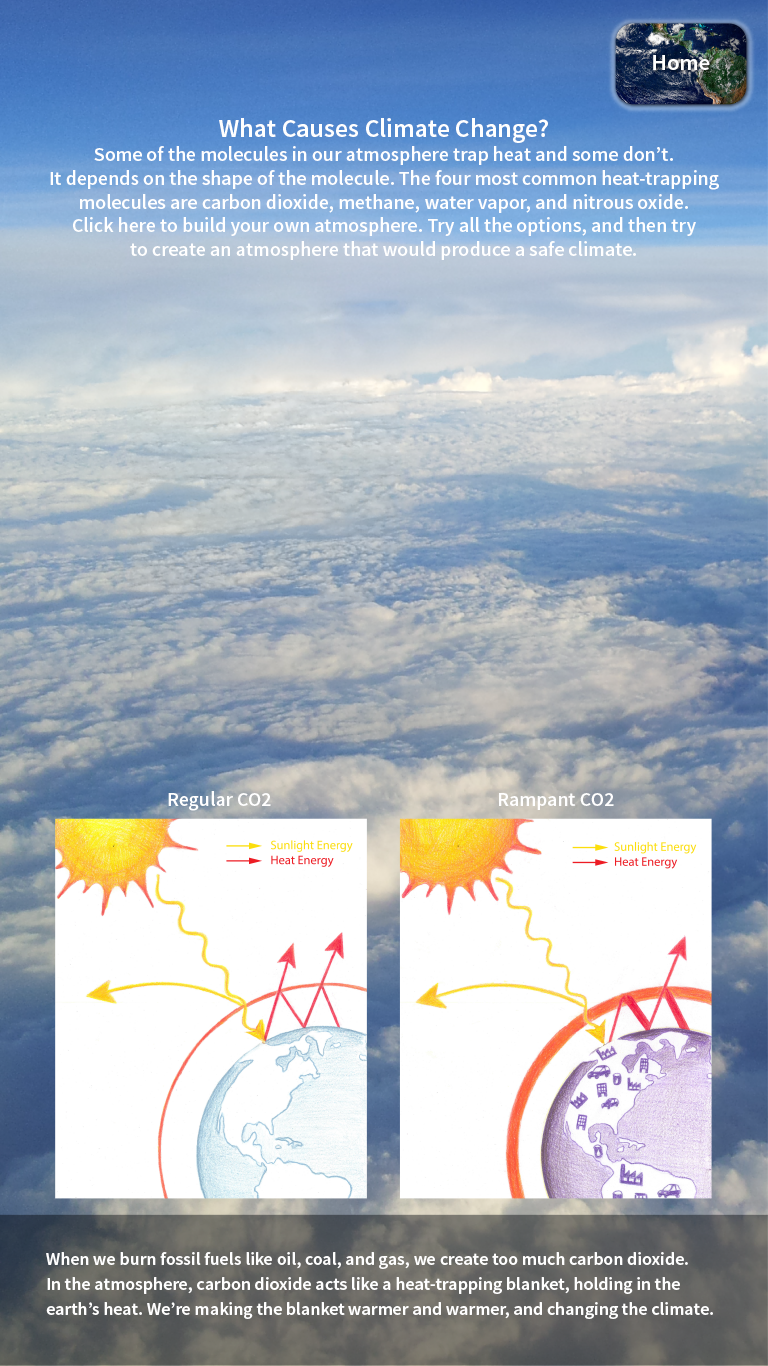 Home
What Causes Climate Change?
Some of the molecules in our atmosphere trap heat and some don’t.
It depends on the shape of the molecule. The four most common heat-trapping
molecules are carbon dioxide, methane, water vapor, and nitrous oxide.
Click here to build your own atmosphere. Try all the options, and then try
to create an atmosphere that would produce a safe climate.
Regular CO2
Rampant CO2
Sunlight Energy
Heat Energy
Sunlight Energy
Heat Energy
When we burn fossil fuels like oil, coal, and gas, we create too much carbon dioxide.
In the atmosphere, carbon dioxide acts like a heat-trapping blanket, holding in the
earth’s heat. We’re making the blanket warmer and warmer, and changing the climate.